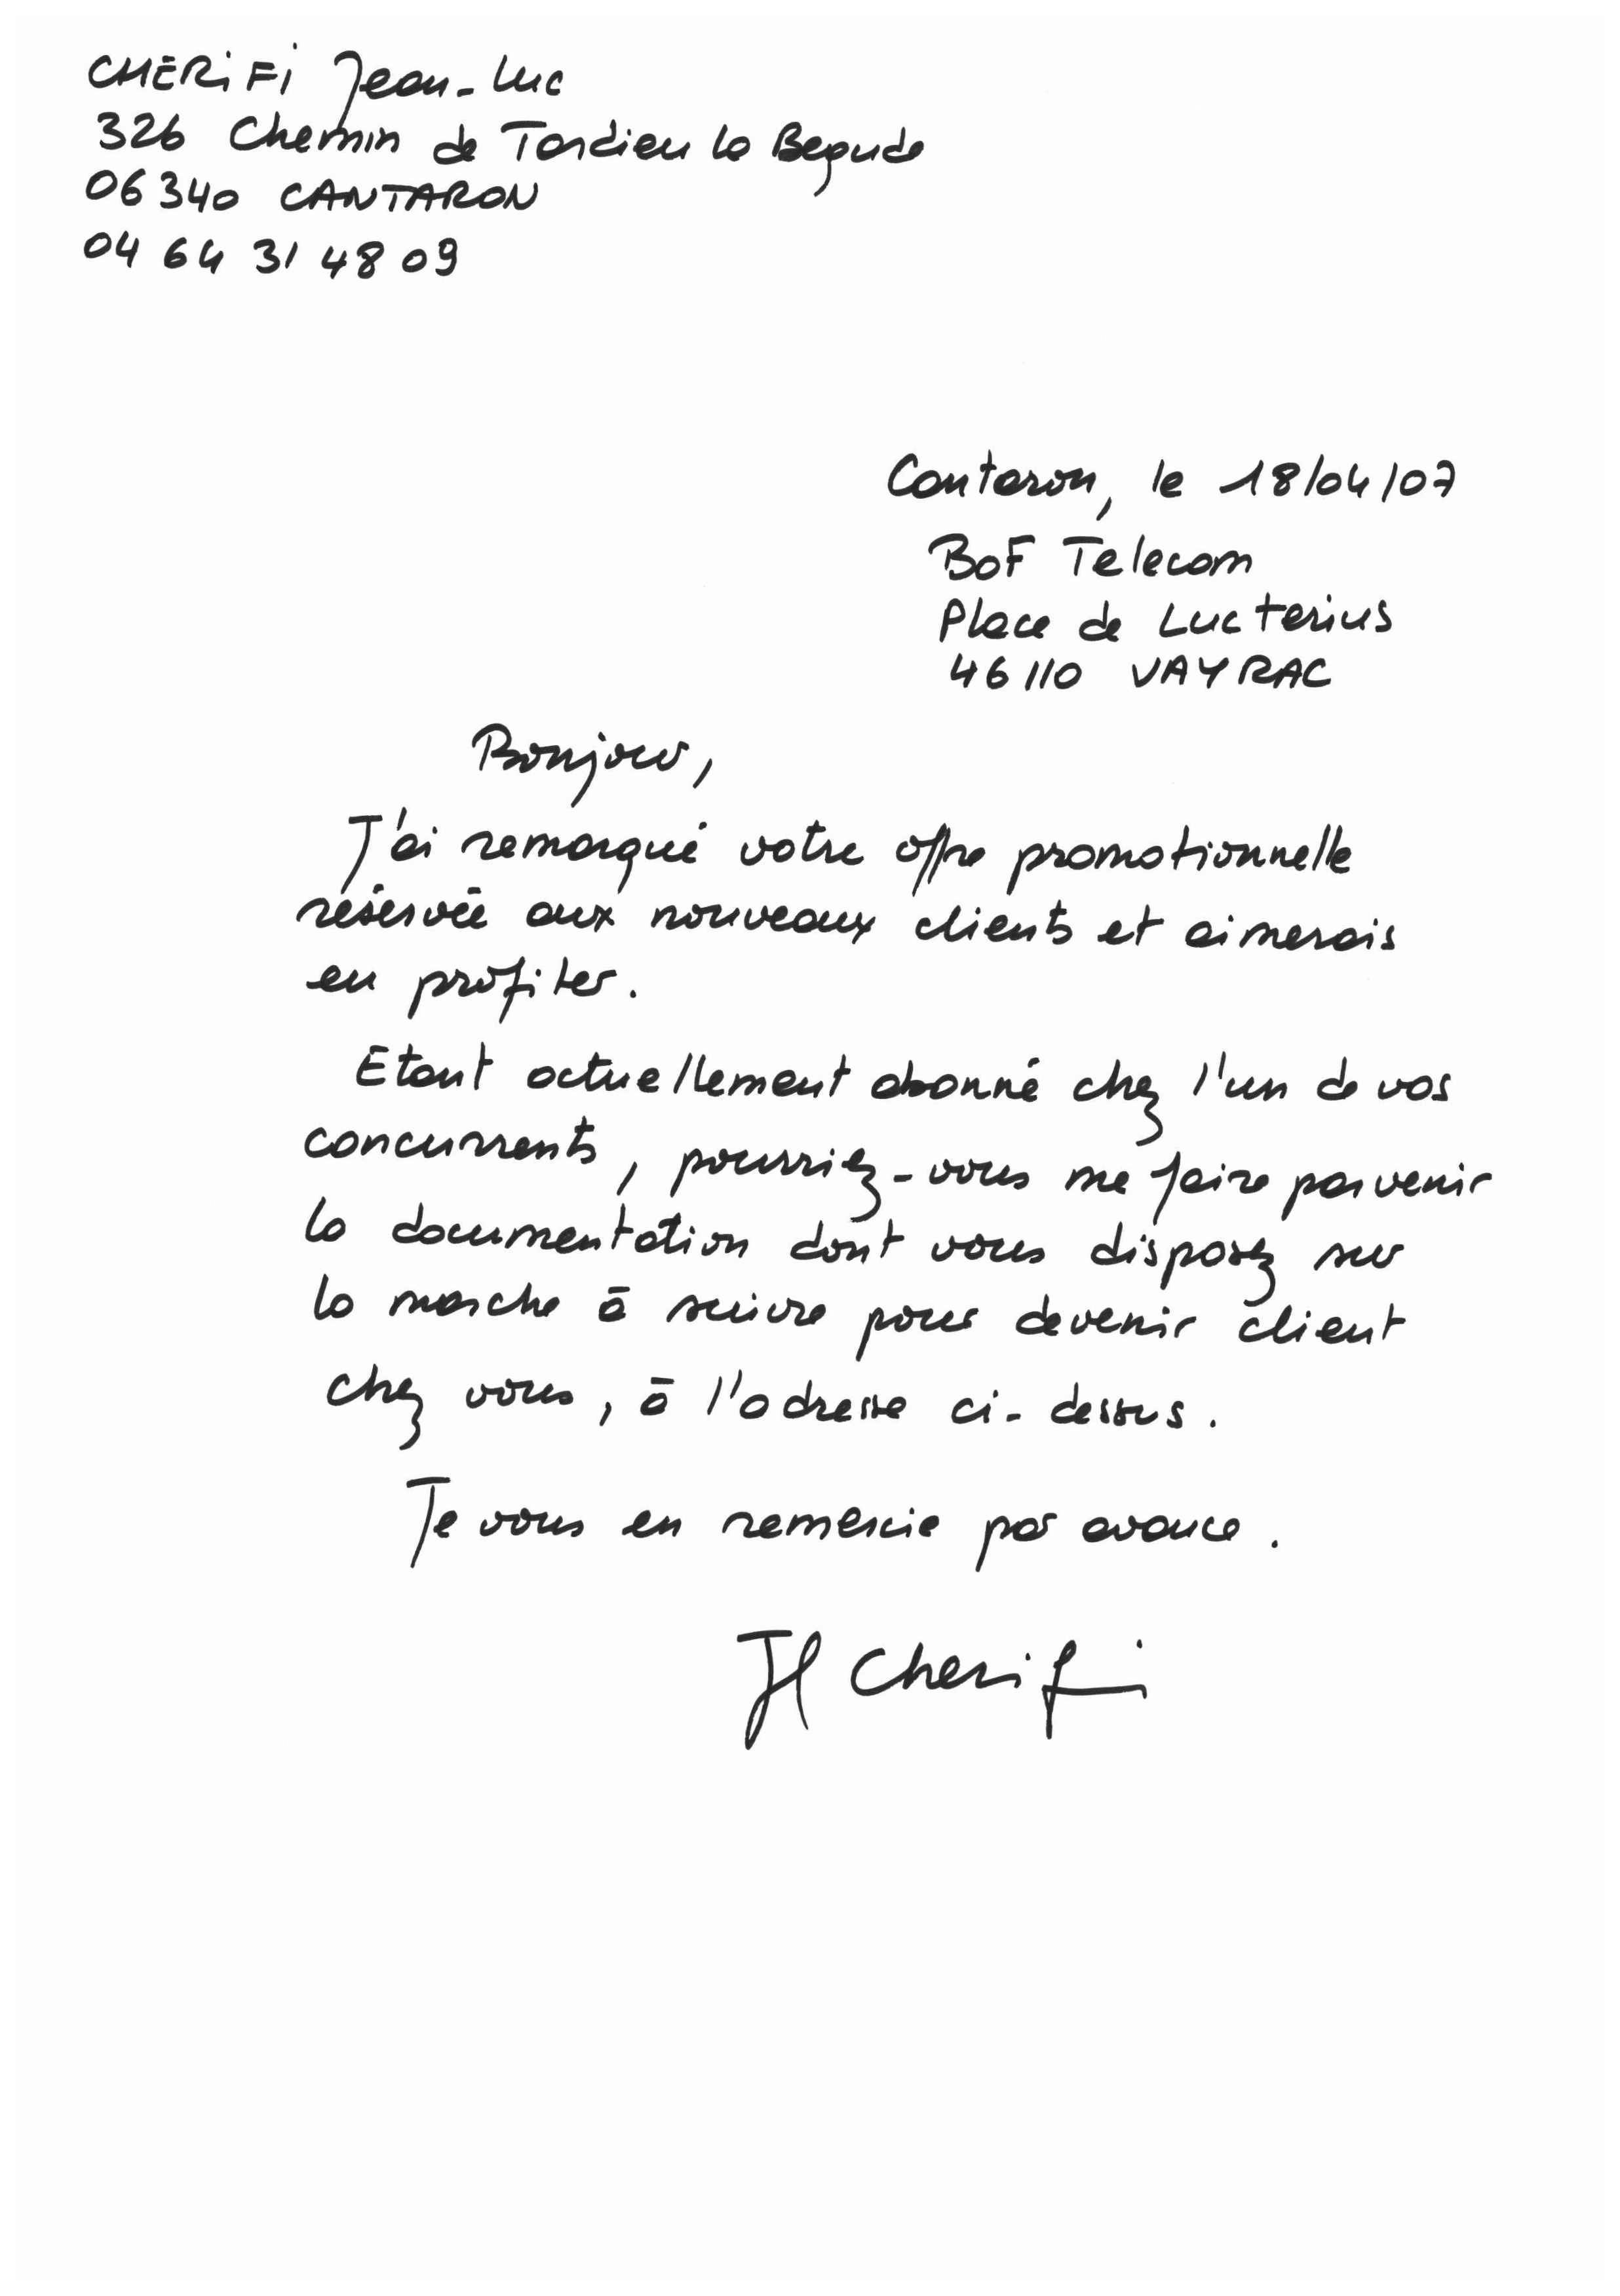 CHERiFi Jean-Luc
326 Chemin de Tardieu la Begude
06340 CANTARON
04 64 31 48 09
Cantaron, le 18/04/07
BoF Telecom
Place de Lucterius
46110 VAYRAC
Bonjour,
J'ai remarqué votre offre promotionnelle
réservée aux nouveaux clients et aimerais
en profiter.
Etant actuellement abonné chez l'un de vos
concurrents, pourriez-vous me faire parvenir
la documentation dont vous disposez sur
la marche à suivre pour devenir client
chez vous, à l'adresse ci-dessus.
Je vous en remercie par avance.
JL Cherifi